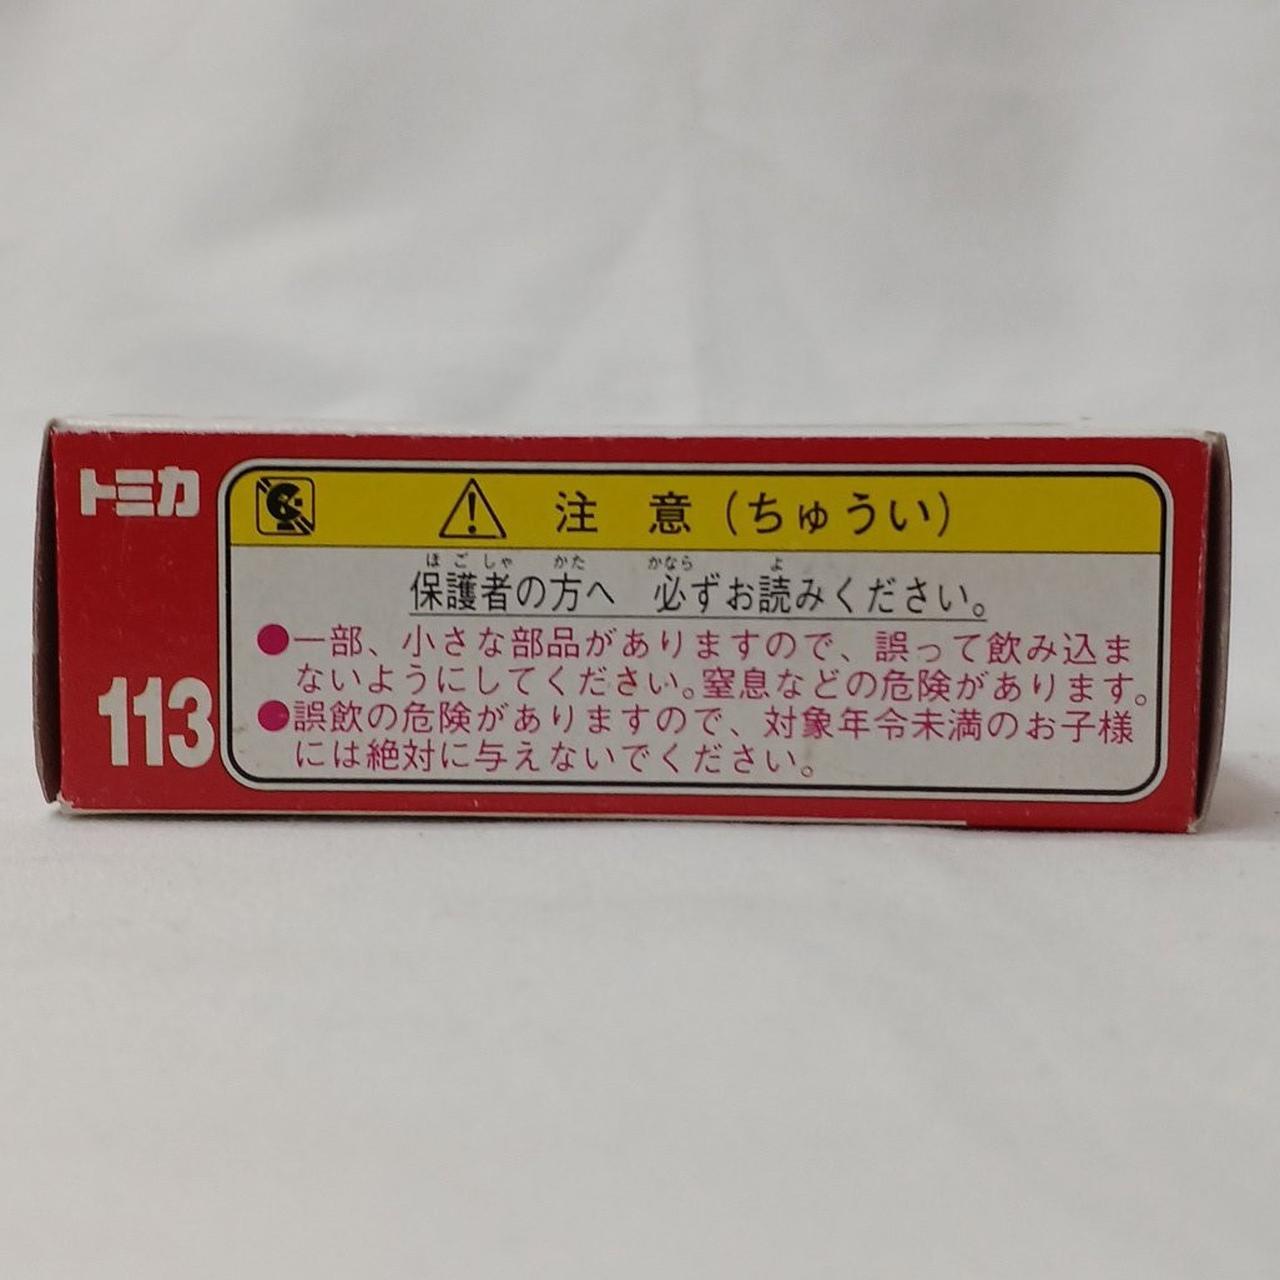 トミカ
113
注 意 (ちゅうい)
ほごしゃ かた かなら よ
保護者の方へ 必ずお読みください。
●一部、小さな部品がありますので、誤って飲み込ま
ないようにしてください。窒息などの危険があります。
●誤飲の危険がありますので、対象年令未満のお子様
には絶対に与えないでください。